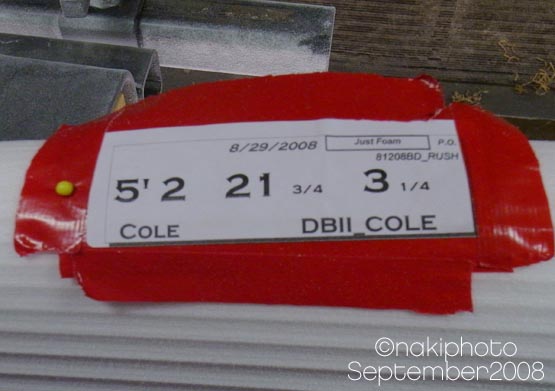 8/29/2008 Just Foam P.O.
81208BD_RUSH
5' 2 21 3/4 3 1/4
COLE DBII_COLE
©nakiphoto
September2008